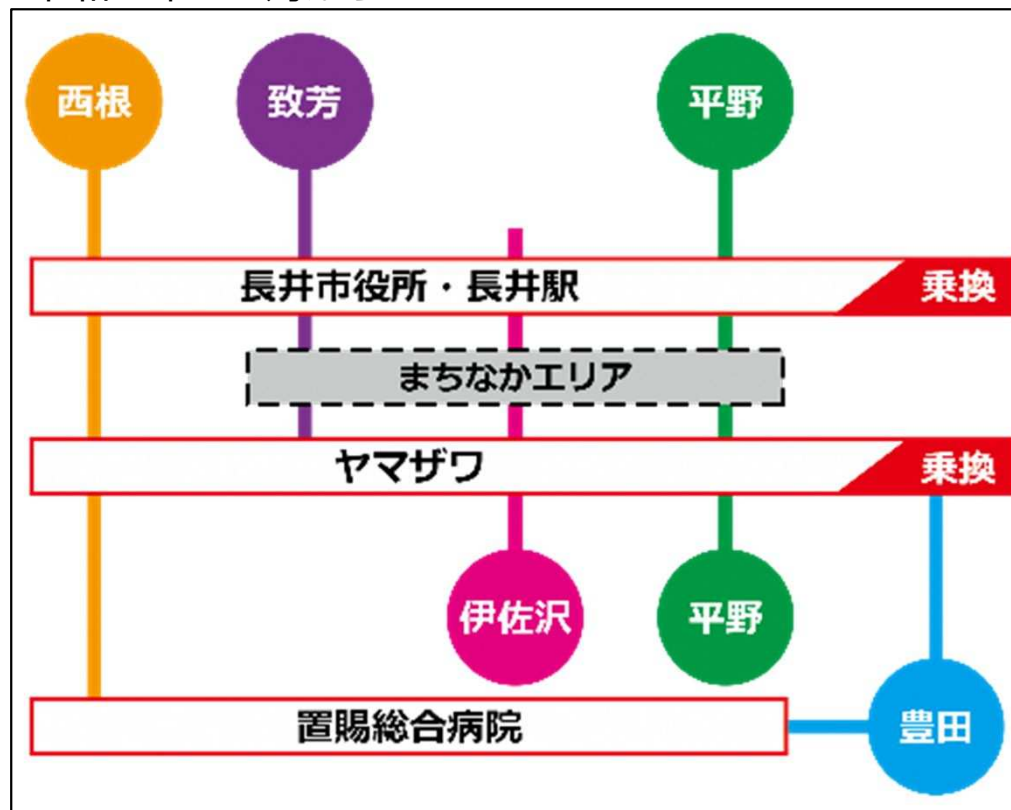 西根
致芳
平野
長井市役所・長井駅
乗換
まちなかエリア
ヤマザワ
乗換
伊佐沢
平野
置賜総合病院
豊田